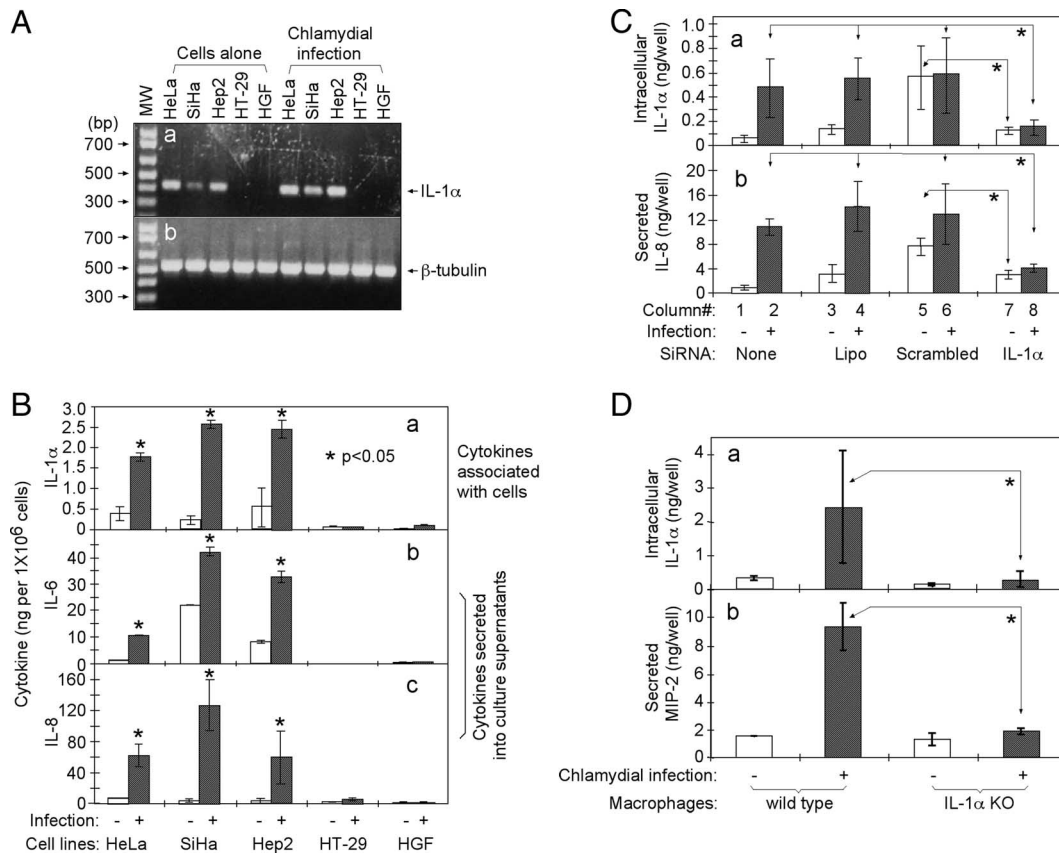 A
Cells alone
Chlamydial
infection
MW
HeLa
SiHa
Hep2
HT-29
HGF
HeLa
SiHa
Hep2
HT-29
HGF
(bp)
a
700
500
300
IL-1α
b
700
500
300
β-tubulin
B
Cytokine (ng per 1X10⁶ cells)
IL-1α
3.0
2.5
2.0
1.5
1.0
0.5
0
a
* * *
* p<0.05
Cytokines
associated
with cells
IL-6
50
40
30
20
10
0
b
* * *
IL-8
160
120
80
40
0
c
* * *
Cytokines secreted
into culture supernatants
Infection: - + - + - + - + - +
Cell lines: HeLa SiHa Hep2 HT-29 HGF
C
Intracellular
IL-1α (ng/well)
1.0
0.8
0.6
0.4
0.2
0
a
*
*
Secreted
IL-8 (ng/well)
20
16
12
8
4
0
b
*
*
Column#: 1 2 3 4 5 6 7 8
Infection: - + - + - + - +
SiRNA: None Lipo Scrambled IL-1α
D
Intracellular
IL-1α (ng/well)
4
3
2
1
0
a
*
Secreted
MIP-2 (ng/well)
10
8
6
4
2
0
b
*
Chlamydial infection: - + - +
Macrophages: wild type IL-1α KO